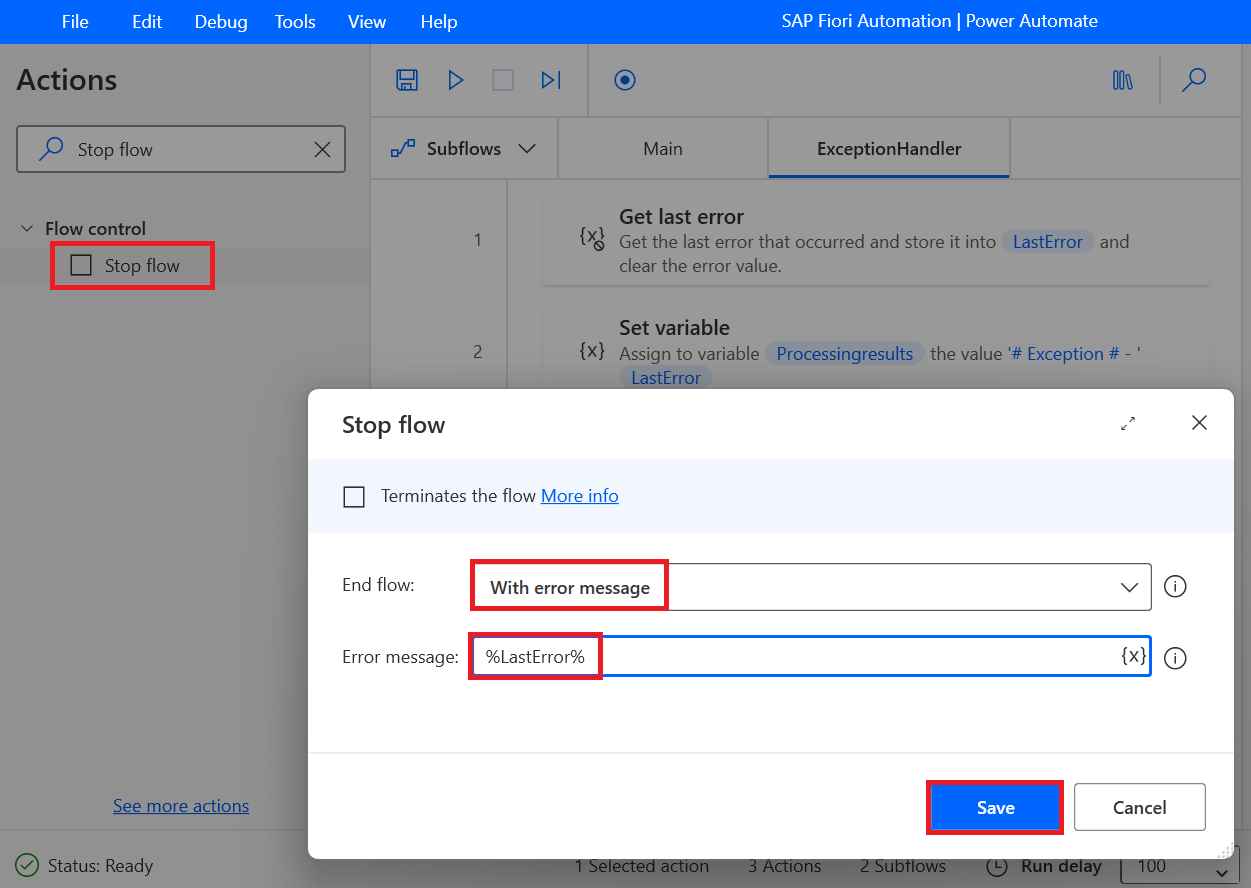 File Edit Debug Tools View Help SAP Fiori Automation | Power Automate
Actions
Stop flow
Subflows Main ExceptionHandler
Flow control
Stop flow
1
Get last error
Get the last error that occurred and store it into LastError and
clear the error value.
2
Set variable
Assign to variable Processingresults the value '# Exception # - '
LastError
Stop flow
Terminates the flow More info
End flow: With error message
Error message: %LastError% {x}
Save Cancel
See more actions
Status: Ready 1 Selected action 3 Actions 2 Subflows Run delay 100